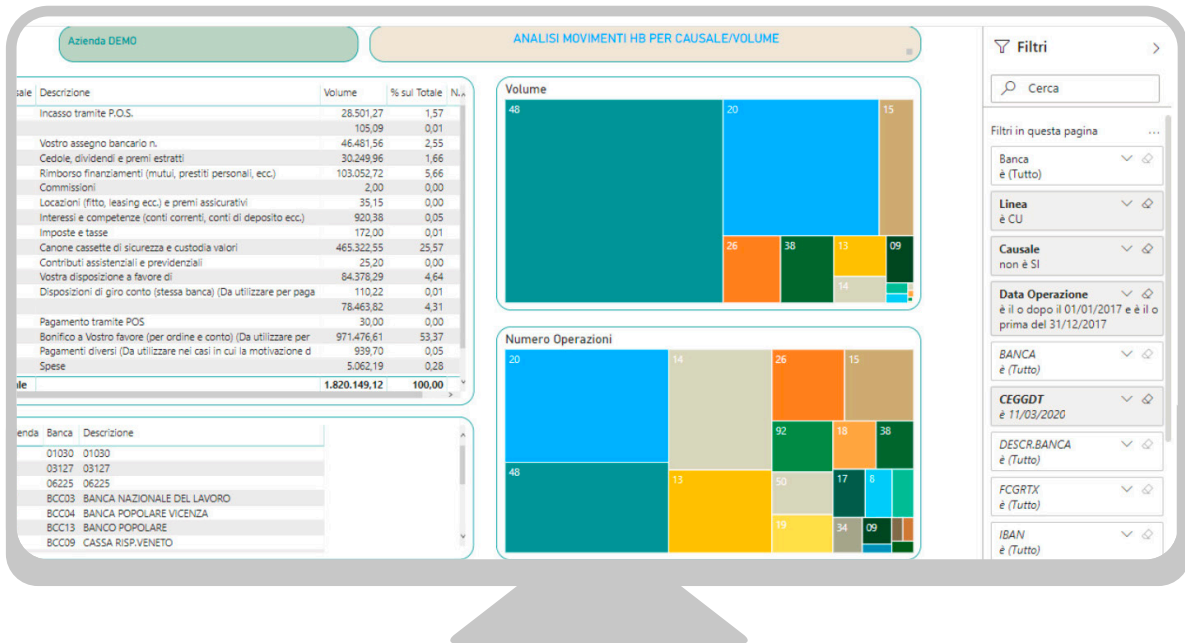 Azienda DEMO
ANALISI MOVIMENTI HB PER CAUSALE/VOLUME
sale Descrizione Volume % sul Totale N.
Incasso tramite P.O.S. 28.501,27 1,57
105,09 0,01
Vostro assegno bancario n. 46.481,56 2,55
Cedole, dividendi e premi estratti 30.249,96 1,66
Rimborso finanziamenti (mutui, prestiti personali, ecc.) 103.052,72 5,66
Commissioni 2,00 0,00
Locazioni (fitto, leasing ecc.) e premi assicurativi 35,15 0,00
Interessi e competenze (conti correnti, conti di deposito ecc.) 920,38 0,05
Imposte e tasse 172,00 0,01
Canone cassette di sicurezza e custodia valori 465.322,55 25,57
Contributi assistenziali e previdenziali 25,20 0,00
Vostra disposizione a favore di 84.378,29 4,64
Disposizioni di giro conto (stessa banca) (Da utilizzare per paga 110,22 0,01
78.463,82 4,31
Pagamento tramite POS 30,00 0,00
Bonifico a Vostro favore (per ordine e conto) (Da utilizzare per 971.476,61 53,37
Pagamenti diversi (Da utilizzare nei casi in cui la motivazione d 939,70 0,05
Spese 5.062,19 0,28
ale 1.820.149,12 100,00
enda Banca Descrizione
01030 01030
03127 03127
06225 06225
BCC03 BANCA NAZIONALE DEL LAVORO
BCC04 BANCA POPOLARE VICENZA
BCC13 BANCO POPOLARE
BCC09 CASSA RISP.VENETO
Volume
48 20 15
26 38 13 09
14
Numero Operazioni
20 14 26 15
92 18 38
48 13 50 17 8
19 34 09
Filtri
Cerca
Filtri in questa pagina ...
Banca
è (Tutto)
Linea
è CU
Causale
non è SI
Data Operazione
è il o dopo il 01/01/2017 e è il o
prima del 31/12/2017
BANCA
è (Tutto)
CEGGDT
è 11/03/2020
DESCR.BANCA
è (Tutto)
FCGRTX
è (Tutto)
IBAN
è (Tutto)